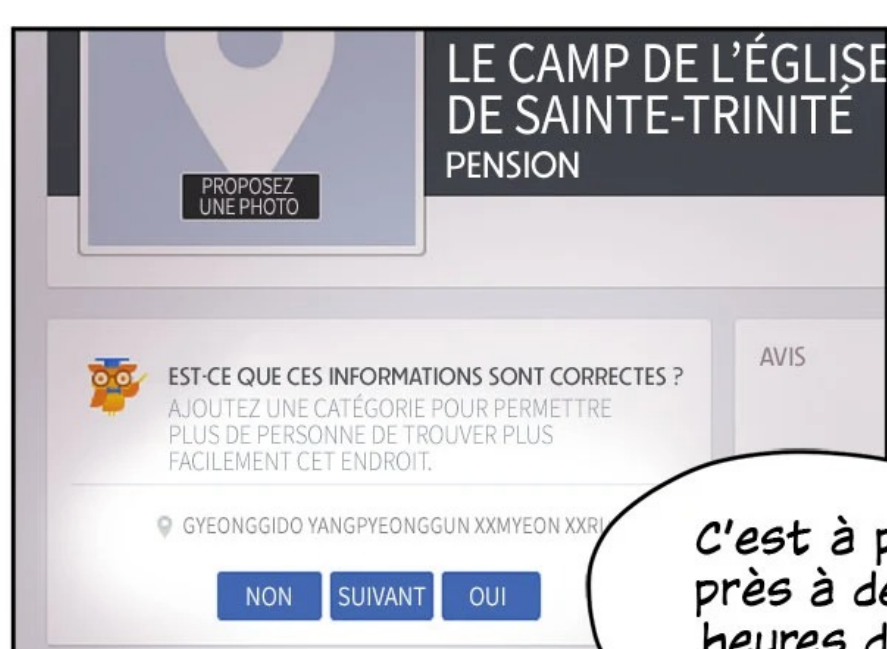 LE CAMP DE L'ÉGLISE
DE SAINTE-TRINITÉ
PENSION
PROPOSEZ
UNE PHOTO
EST-CE QUE CES INFORMATIONS SONT CORRECTES ?
AJOUTEZ UNE CATÉGORIE POUR PERMETTRE
PLUS DE PERSONNE DE TROUVER PLUS
FACILEMENT CET ENDROIT.
GYEONGGIDO YANGPYEONGGUN XXMYEON XXRI
NON SUIVANT OUI
AVIS
C'est à
près à
heures